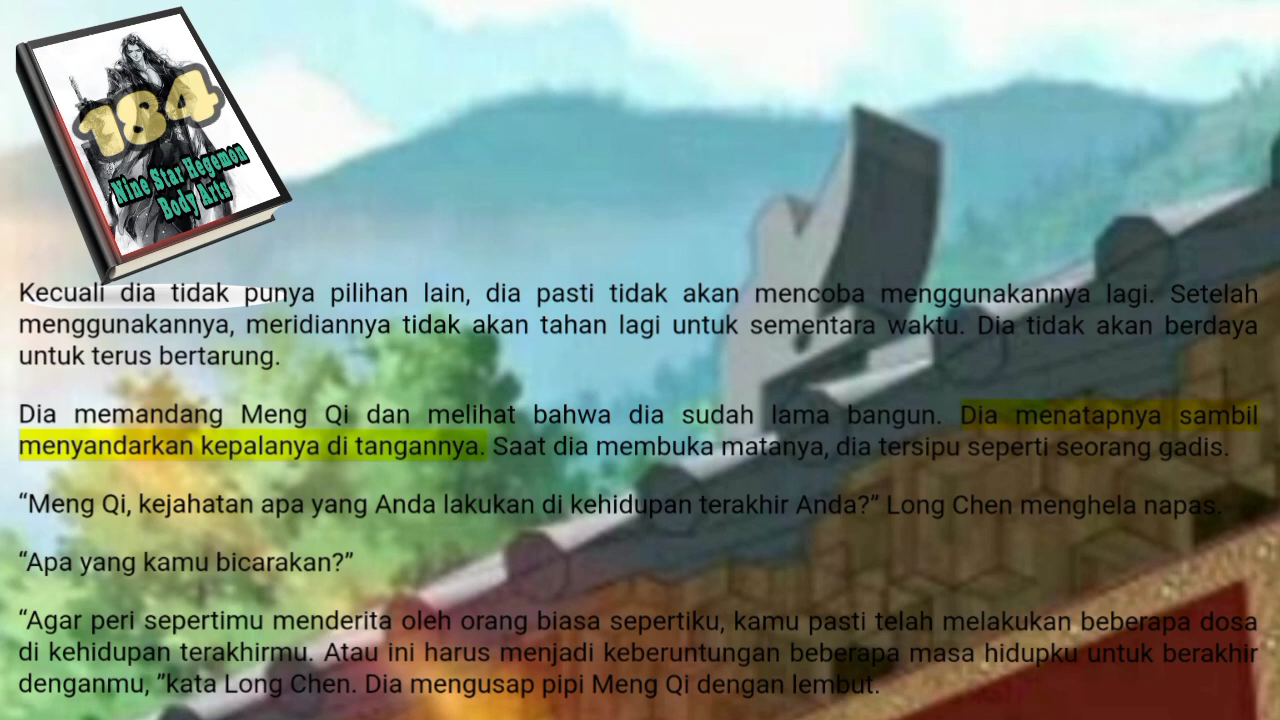 184
Nine Star Hegemon
Body Arts
Kecuali dia tidak punya pilihan lain, dia pasti tidak akan mencoba menggunakannya lagi. Setelah
menggunakannya, meridiannya tidak akan tahan lagi untuk sementara waktu. Dia tidak akan berdaya
untuk terus bertarung.
Dia memandang Meng Qi dan melihat bahwa dia sudah lama bangun. Dia menatapnya sambil
menyandarkan kepalanya di tangannya. Saat dia membuka matanya, dia tersipu seperti seorang gadis.
“Meng Qi, kejahatan apa yang Anda lakukan di kehidupan terakhir Anda?” Long Chen menghela napas.
“Apa yang kamu bicarakan?”
“Agar peri sepertimu menderita oleh orang biasa sepertiku, kamu pasti telah melakukan beberapa dosa
di kehidupan terakhirmu. Atau ini harus menjadi keberuntungan beberapa masa hidupku untuk berakhir
denganmu, ”kata Long Chen. Dia mengusap pipi Meng Qi dengan lembut.